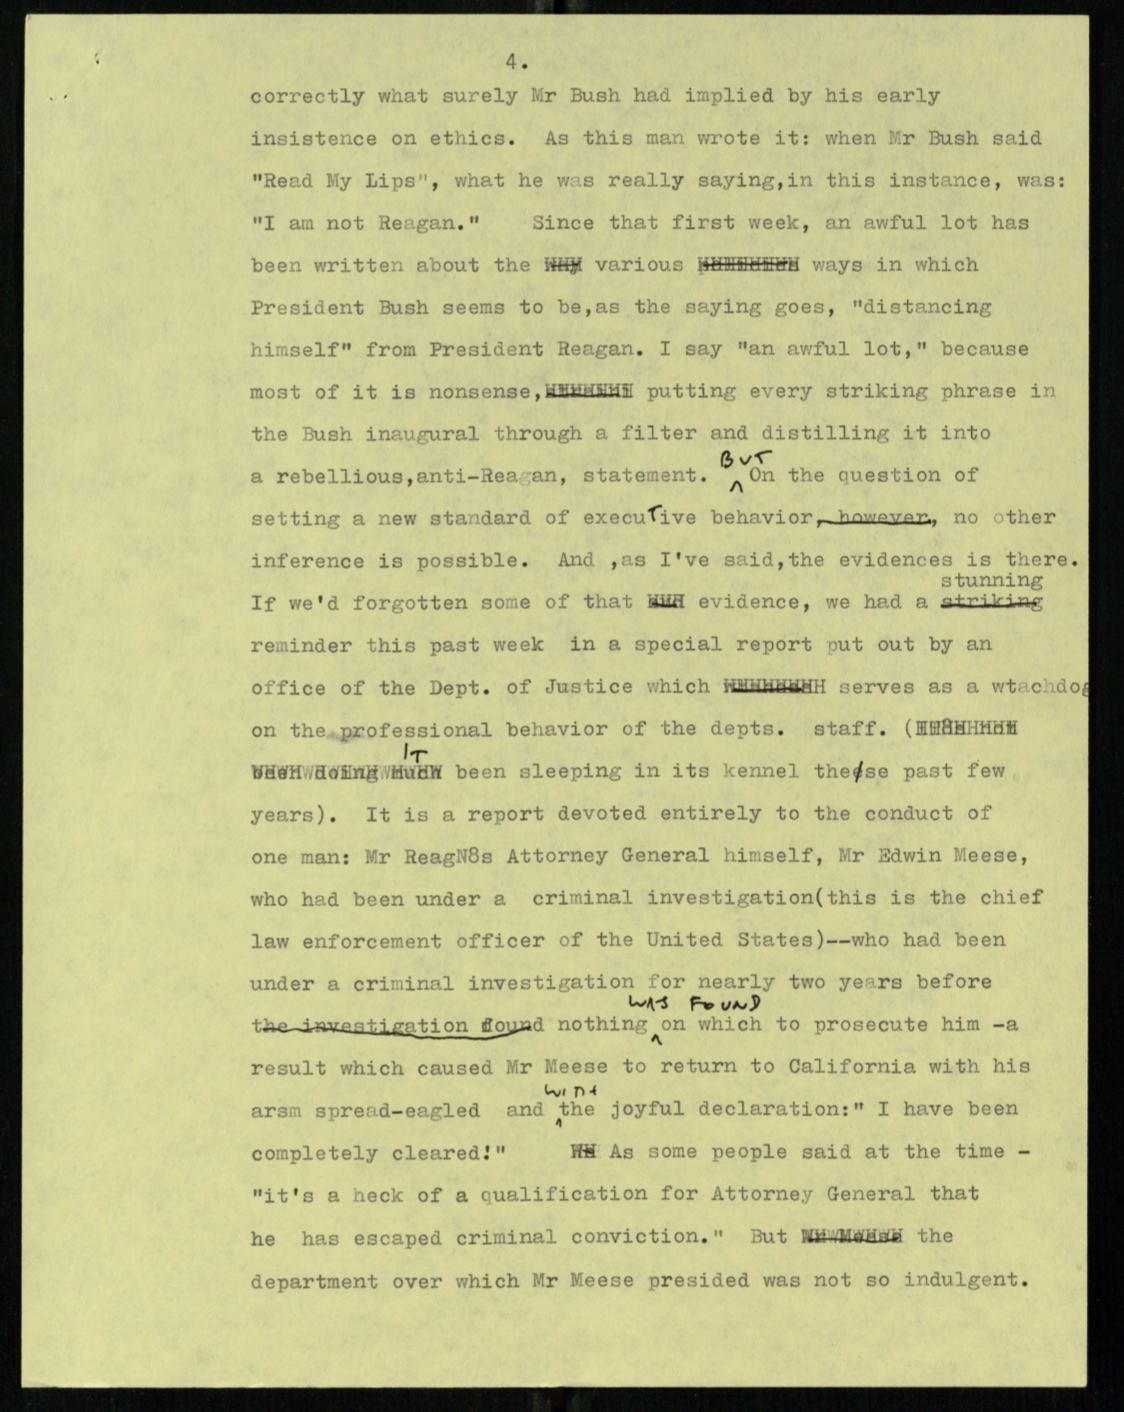 4.
correctly what surely Mr Bush had implied by his early
insistence on ethics. As this man wrote it: when Mr Bush said
"Read My Lips", what he was really saying,in this instance, was:
"I am not Reagan." Since that first week, an awful lot has
been written about the various ways in which
President Bush seems to be,as the saying goes, "distancing
himself" from President Reagan. I say "an awful lot," because
most of it is nonsense, putting every striking phrase in
the Bush inaugural through a filter and distilling it into
BUT
a rebellious,anti-Reagan, statement. On the question of
setting a new standard of execuTive behavior, however, no other
inference is possible. And ,as I've said,the evidences is there.
stunning
If we'd forgotten some of that evidence, we had a striking
reminder this past week in a special report put out by an
office of the Dept. of Justice which serves as a wtachdog
on the professional behavior of the depts. staff. (
IT
been doing much been sleeping in its kennel these past few
years). It is a report devoted entirely to the conduct of
one man: Mr ReagN8s Attorney General himself, Mr Edwin Meese,
who had been under a criminal investigation(this is the chief
law enforcement officer of the United States)--who had been
under a criminal investigation for nearly two years before
WAS FOUND
the investigation found nothing on which to prosecute him -a
result which caused Mr Meese to return to California with his
WITH
arsm spread-eagled and the joyful declaration:" I have been
completely cleared!" As some people said at the time -
"it's a heck of a qualification for Attorney General that
he has escaped criminal conviction." But the
department over which Mr Meese presided was not so indulgent.